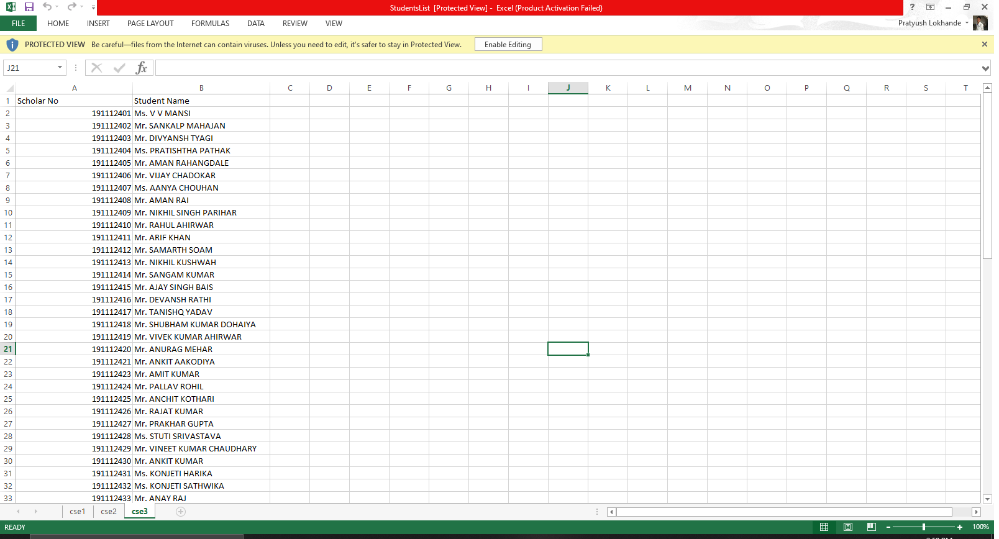 StudentsList [Protected View] - Excel (Product Activation Failed)
FILE HOME INSERT PAGE LAYOUT FORMULAS DATA REVIEW VIEW Pratyush Lokhande
PROTECTED VIEW Be careful—files from the Internet can contain viruses. Unless you need to edit, it's safer to stay in Protected View. Enable Editing
J21 fx
A B C D E F G H I J K L M N O P Q R S T
1 Scholar No Student Name
2 191112401 Ms. V V MANSI
3 191112402 Mr. SANKALP MAHAJAN
4 191112403 Mr. DIVYANSH TYAGI
5 191112404 Ms. PRATISHTHA PATHAK
6 191112405 Mr. AMAN RAHANGDALE
7 191112406 Mr. VIJAY CHADOKAR
8 191112407 Ms. AANYA CHOUHAN
9 191112408 Mr. AMAN RAI
10 191112409 Mr. NIKHIL SINGH PARIHAR
11 191112410 Mr. RAHUL AHIRWAR
12 191112411 Mr. ARIF KHAN
13 191112412 Mr. SAMARTH SOAM
14 191112413 Mr. NIKHIL KUSHWAH
15 191112414 Mr. SANGAM KUMAR
16 191112415 Mr. AJAY SINGH BAIS
17 191112416 Mr. DEVANSH RATHI
18 191112417 Mr. TANISHQ YADAV
19 191112418 Mr. SHUBHAM KUMAR DOHAIYA
20 191112419 Mr. VIVEK KUMAR AHIRWAR
21 191112420 Mr. ANURAG MEHAR
22 191112421 Mr. ANKIT AAKODIYA
23 191112423 Mr. AMIT KUMAR
24 191112424 Mr. PALLAV ROHIL
25 191112425 Mr. ANCHIT KOTHARI
26 191112426 Mr. RAJAT KUMAR
27 191112427 Mr. PRAKHAR GUPTA
28 191112428 Ms. STUTI SRIVASTAVA
29 191112429 Mr. VINEET KUMAR CHAUDHARY
30 191112430 Mr. ANKIT KUMAR
31 191112431 Ms. KONJETI HARIKA
32 191112432 Ms. KONJETI SATHWIKA
33 191112433 Mr. ANAY RAJ
cse1 cse2 cse3
READY 100%